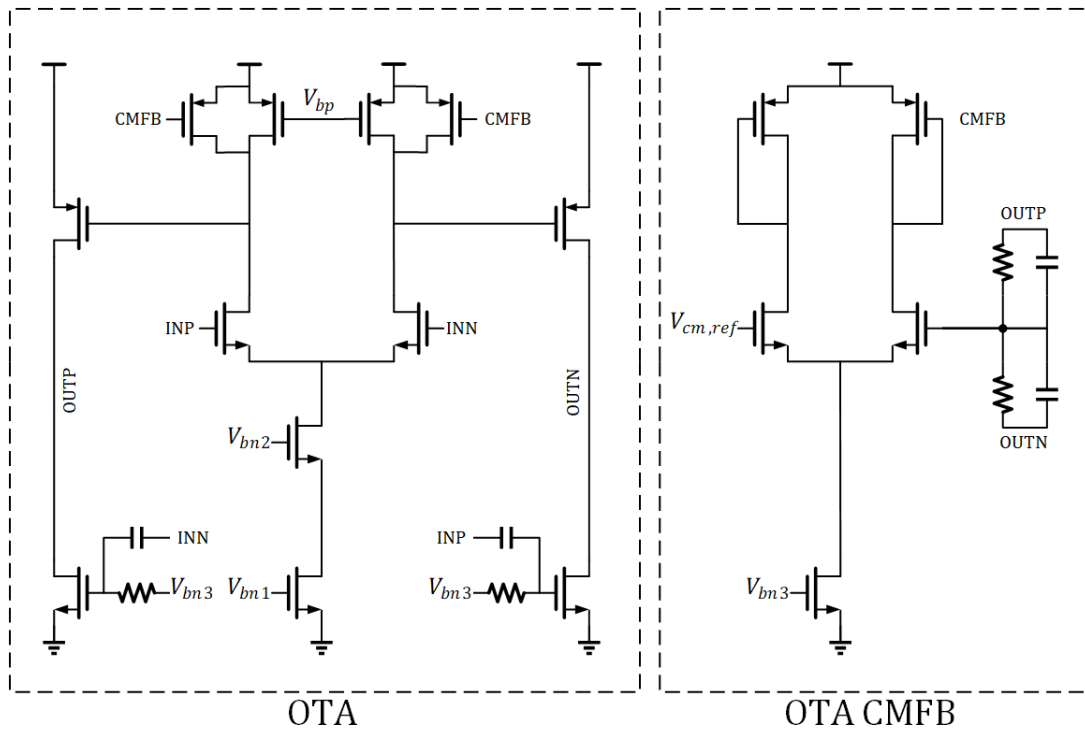 CMFB
V_bp
CMFB
CMFB
OUTP
INP
INN
V_cm,ref
OUTP
OUTN
V_bn2
OUTN
INN
INP
V_bn3
V_bn1
V_bn3
V_bn3
OTA
OTA CMFB